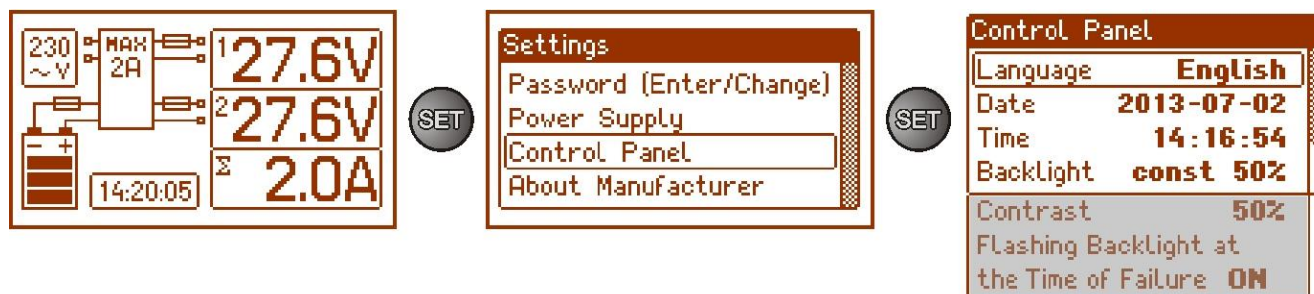 230
~V
MAX
2A
1 27.6V
2 27.6V
Σ 2.0A
- +
14:20:05
SET
Settings
Password (Enter/Change)
Power Supply
Control Panel
About Manufacturer
SET
Control Panel
Language English
Date 2013-07-02
Time 14:16:54
Backlight const 50%
Contrast 50%
Flashing Backlight at
the Time of Failure ON